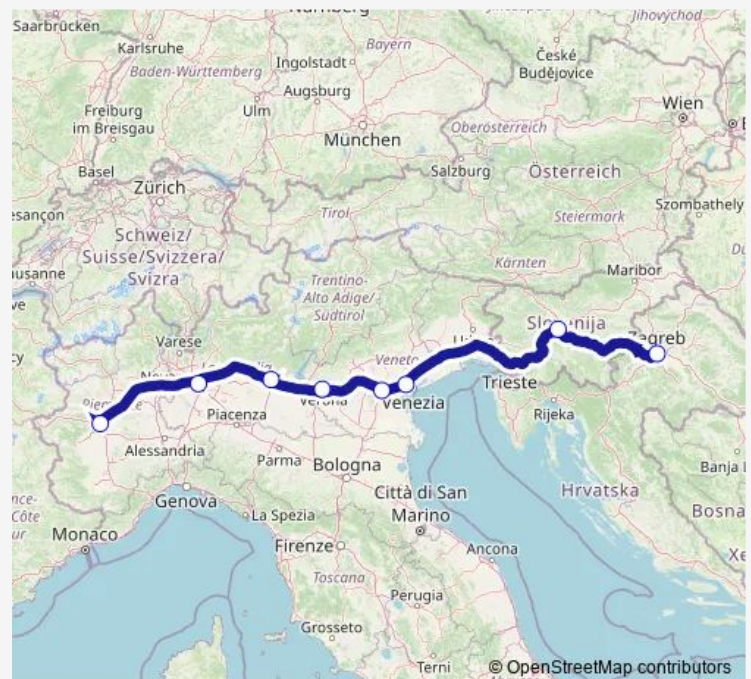 Nürnberg
Jihovýchod
Saarbrücken
Karlsruhe
Ingolstadt
Bayern
České
Budějovice
Baden-Württemberg
Augsburg
Ulm
Wien
Freiburg
im Breisgau
München
Oberösterreich
Basel
Salzburg
Österreich
Zürich
Szombathely
Tirol
Steiermark
Schweiz/
Suisse/Svizzera/
Svizra
Kärnten
Maribor
Trentino-
Alto Adige/
Südtirol
Slovenija
Zagreb
Varese
Veneto
Trieste
Verona
Venezia
Rijeka
Piacenza
Alessandria
Parma
Bologna
Banja
Genova
Città di San
Marino
Hrvatska
Bosna
La Spezia
Monaco
Firenze
Ancona
Toscana
Perugia
Grosseto
Terni
© OpenStreetMap contributors